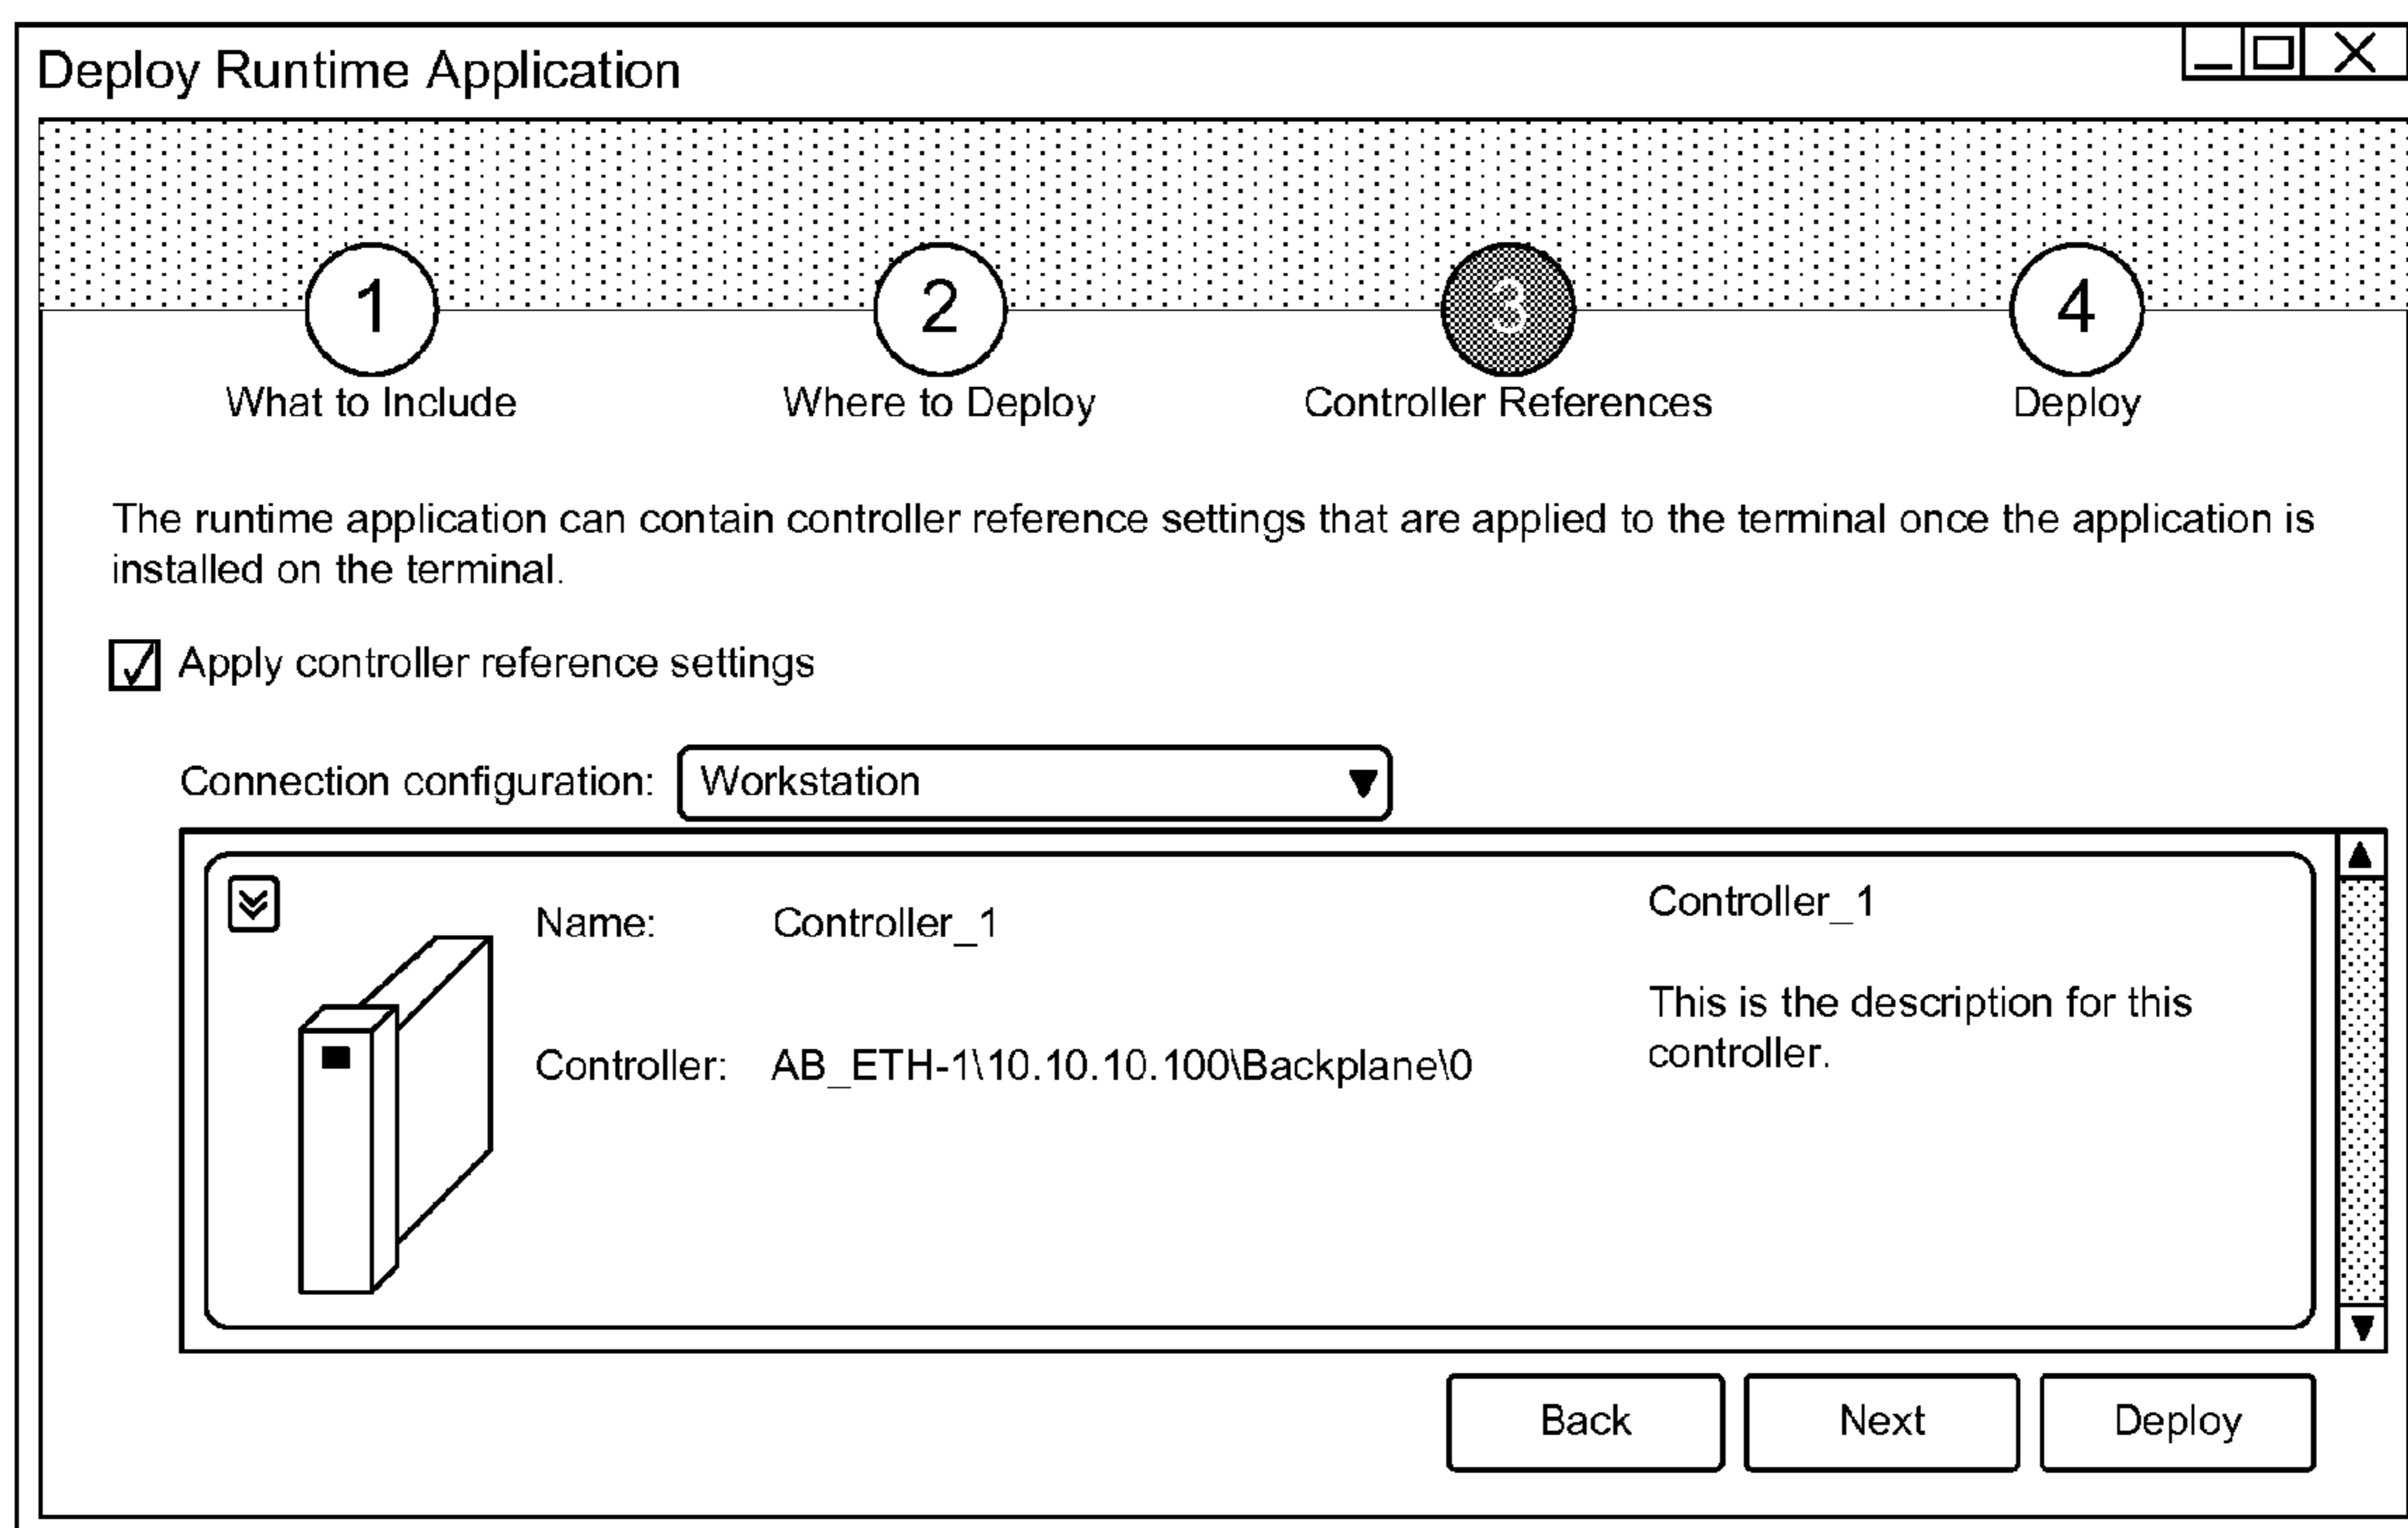 Deploy Runtime Application
1
2
3
4
What to Include
Where to Deploy
Controller References
Deploy
The runtime application can contain controller reference settings that are applied to the terminal once the application is
installed on the terminal.
Apply controller reference settings
Connection configuration:
Workstation
Name:
Controller_1
Controller:
AB_ETH-1\10.10.10.100\Backplane\0
Controller_1
This is the description for this
controller.
Back
Next
Deploy